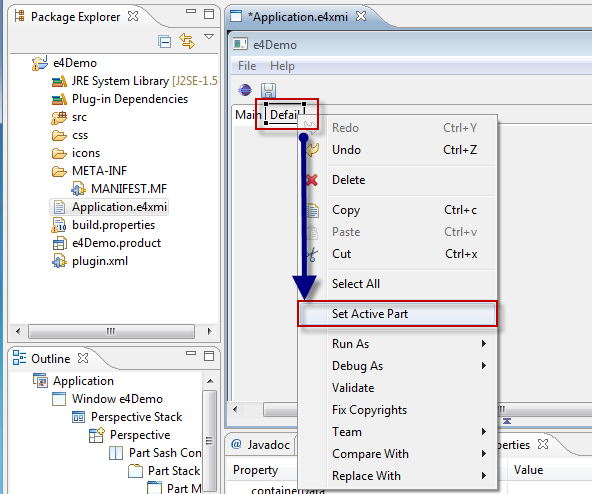 Package Explorer
*Application.e4xmi
e4Demo
JRE System Library [J2SE-1.5
Plug-in Dependencies
src
css
icons
META-INF
MANIFEST.MF
Application.e4xmi
build.properties
e4Demo.product
plugin.xml
e4Demo
File Help
Main
Redo Ctrl+Y
Undo Ctrl+Z
Delete
Copy Ctrl+c
Paste Ctrl+v
Cut Ctrl+x
Select All
Set Active Part
Run As
Debug As
Validate
Fix Copyrights
Team
Compare With
Replace With
Outline
Application
Window e4Demo
Perspective Stack
Perspective
Part Sash Con
Part Stack
Part M
@ Javadoc
perties
Property Value
containerData